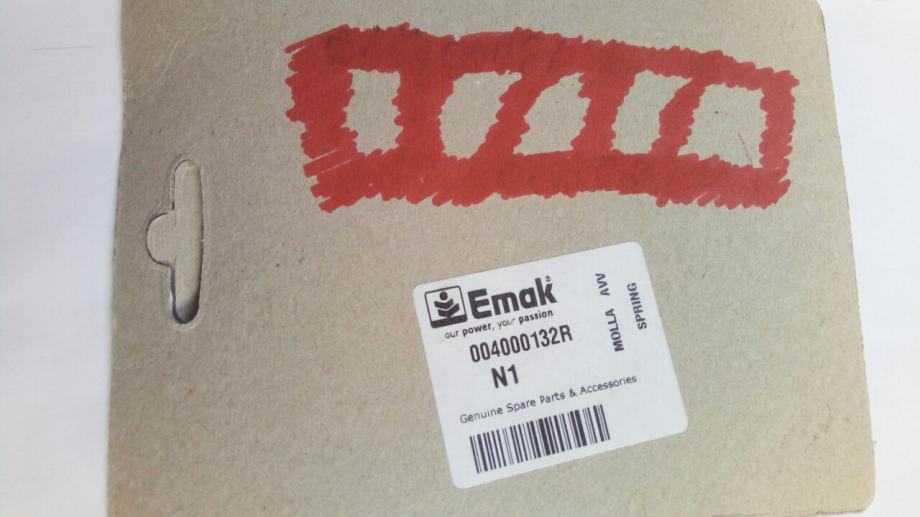 Emak
our power, your passion
004000132R
N1
Genuine Spare Parts & Accessories
MOLLA AVV
SPRING